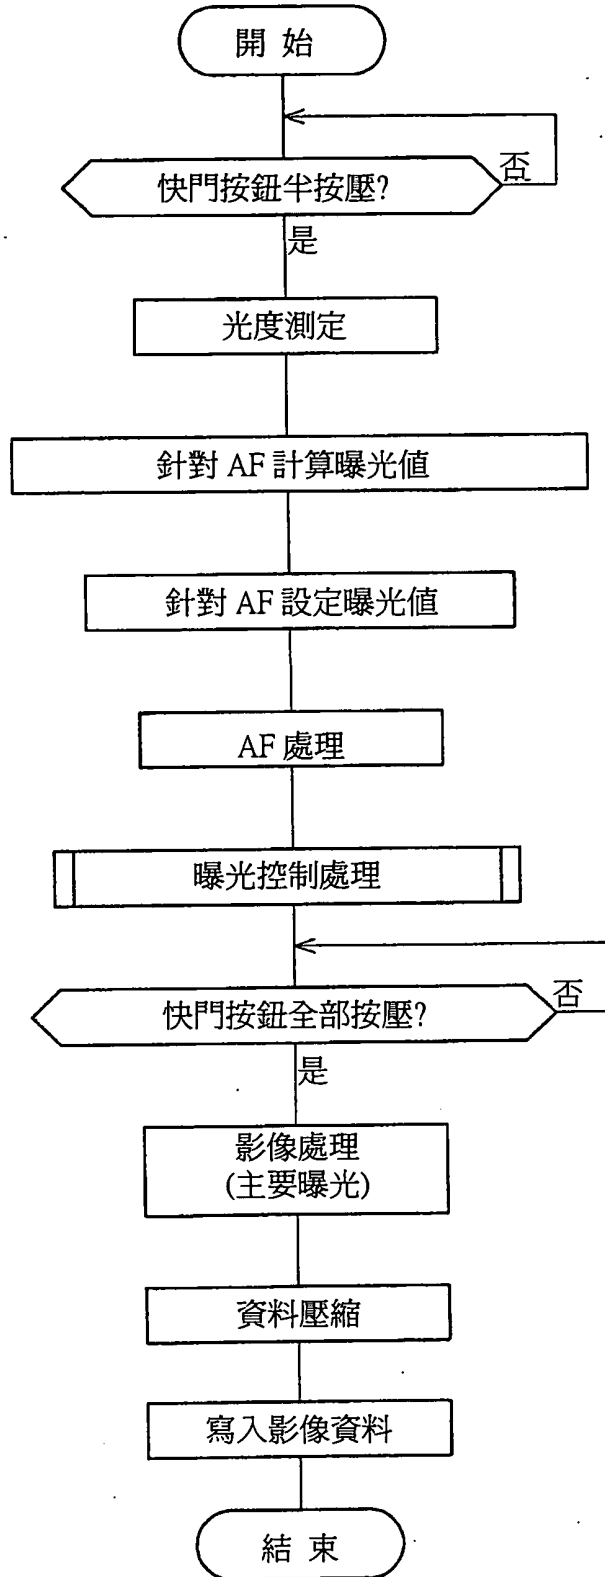 開 始
快門按鈕半按壓?
否
是
光度測定
針對 AF 計算曝光值
針對 AF 設定曝光值
AF 處理
曝光控制處理
快門按鈕全部按壓?
否
是
影像處理
(主要曝光)
資料壓縮
寫入影像資料
結 束